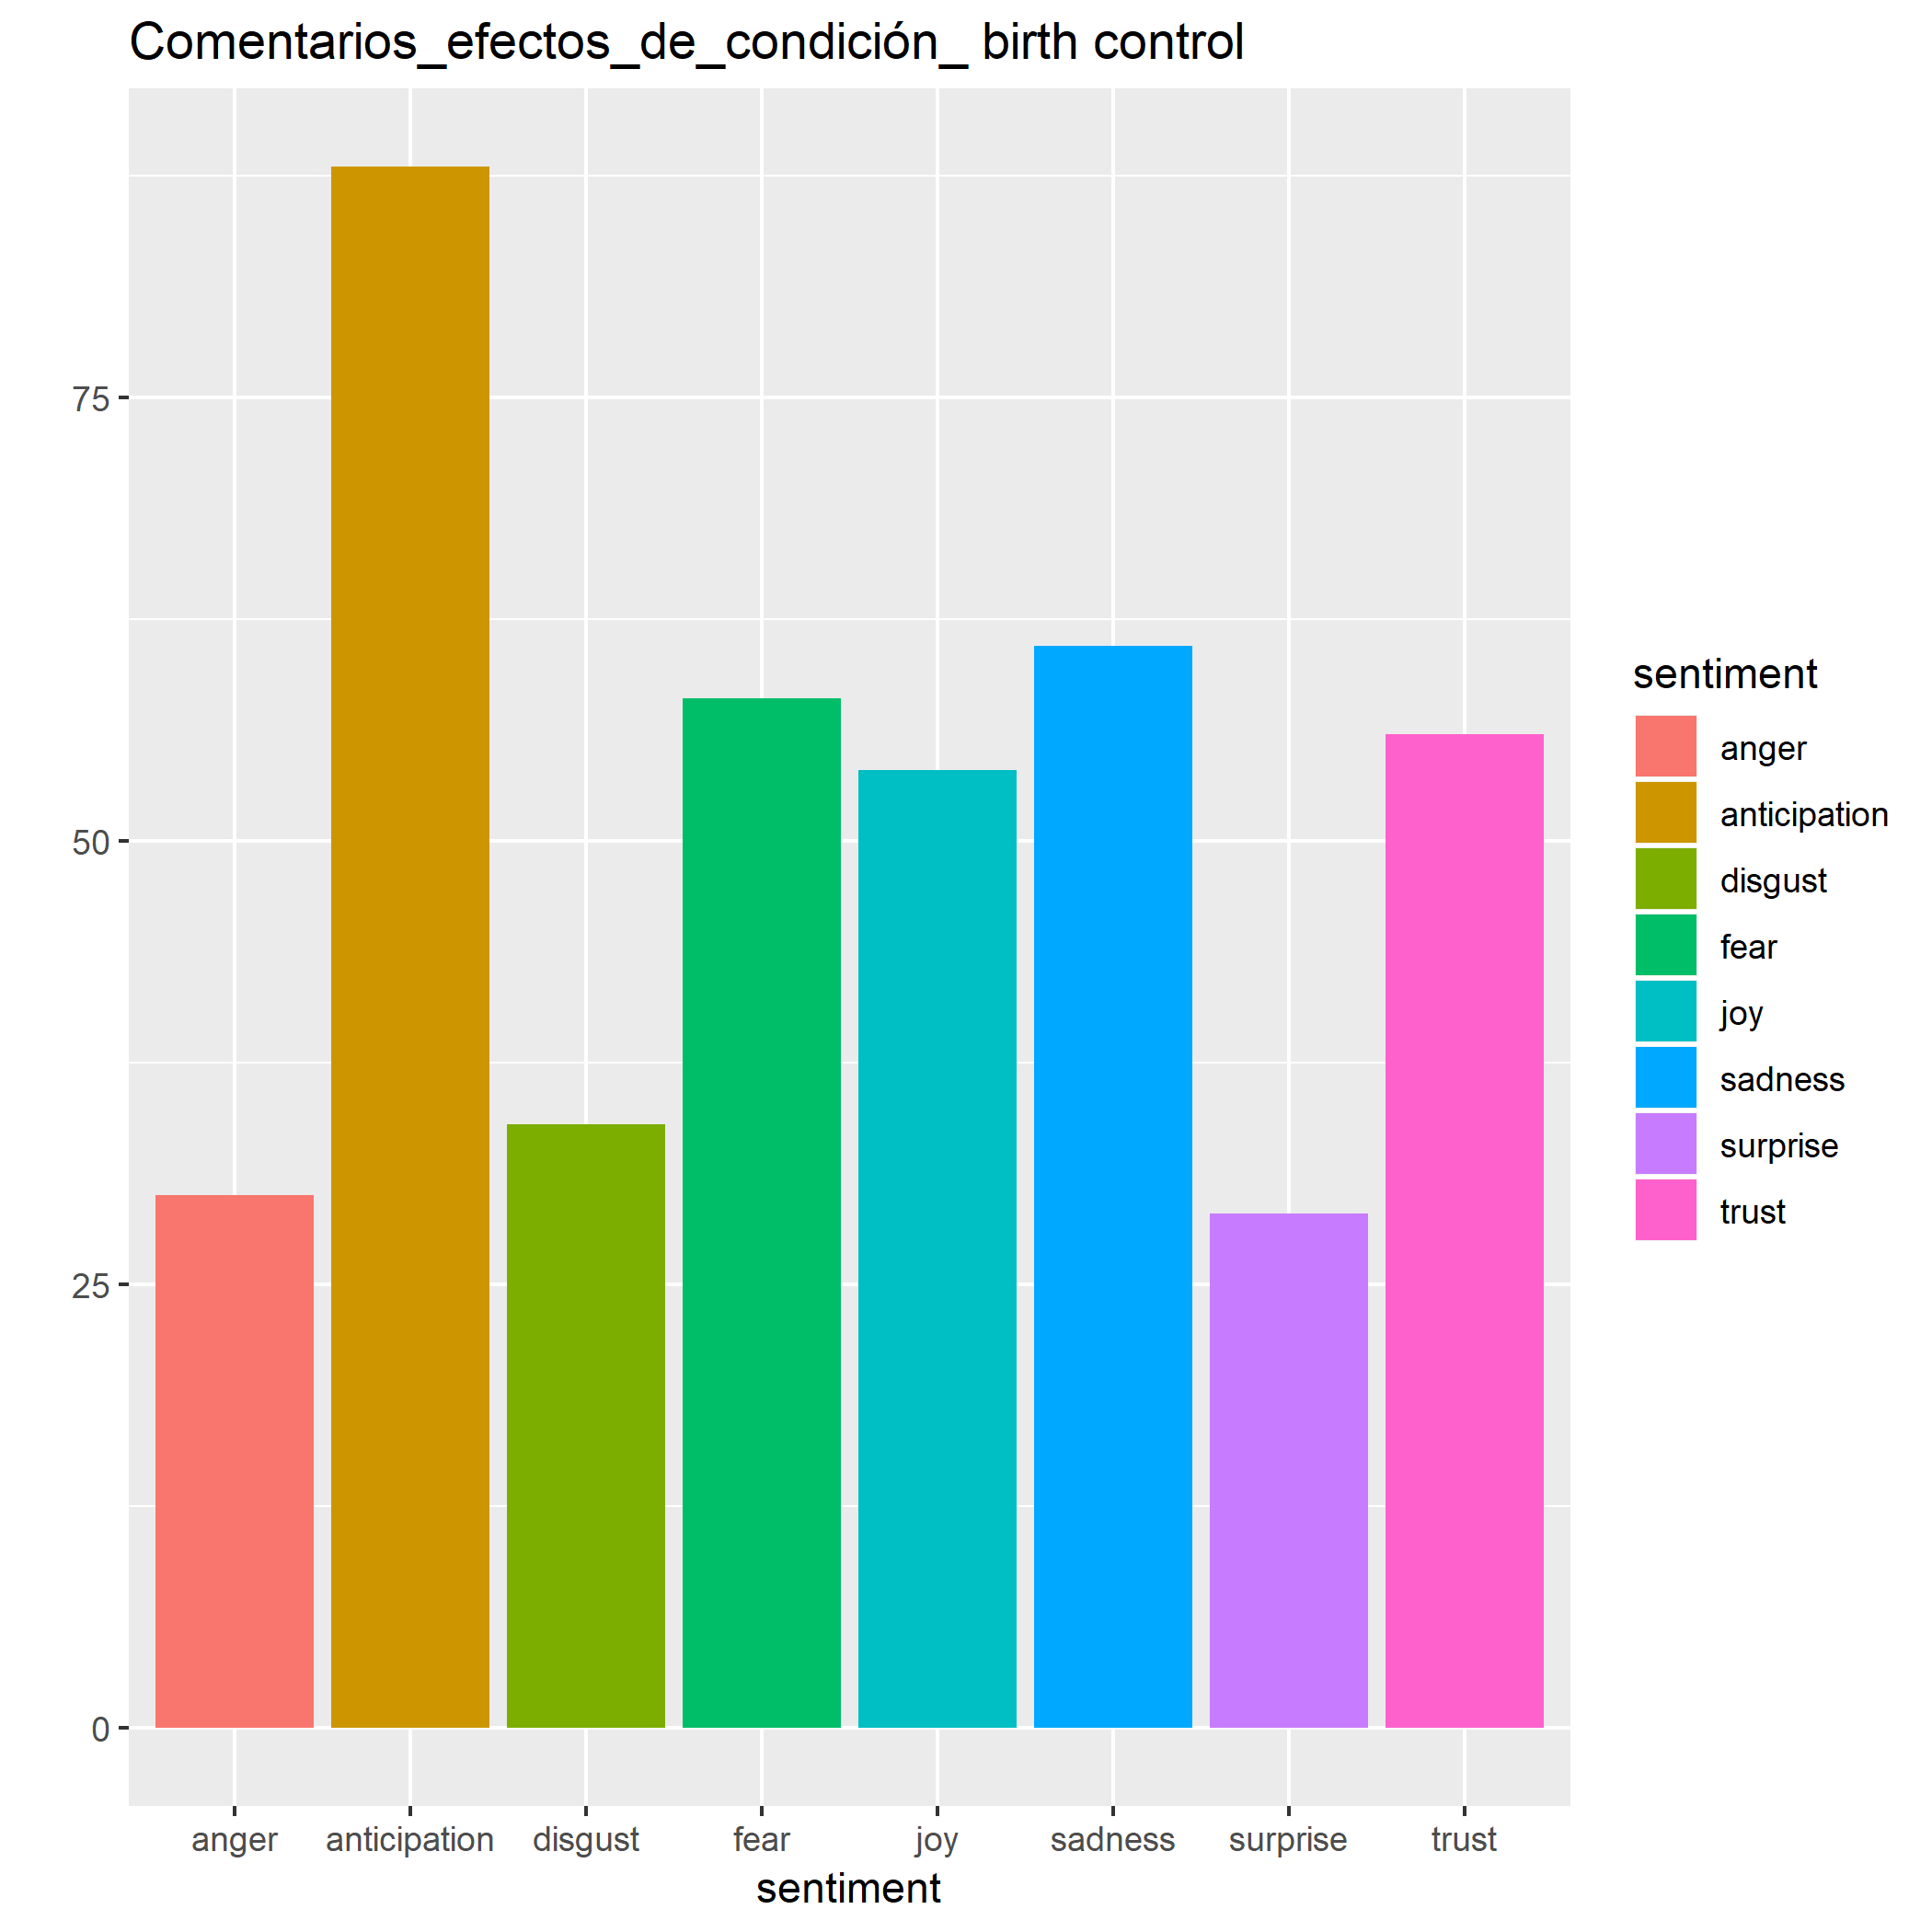 Comentarios_efectos_de_condición_ birth control
75
50
25
0
anger anticipation disgust fear joy sadness surprise trust
sentiment
sentiment
anger
anticipation
disgust
fear
joy
sadness
surprise
trust